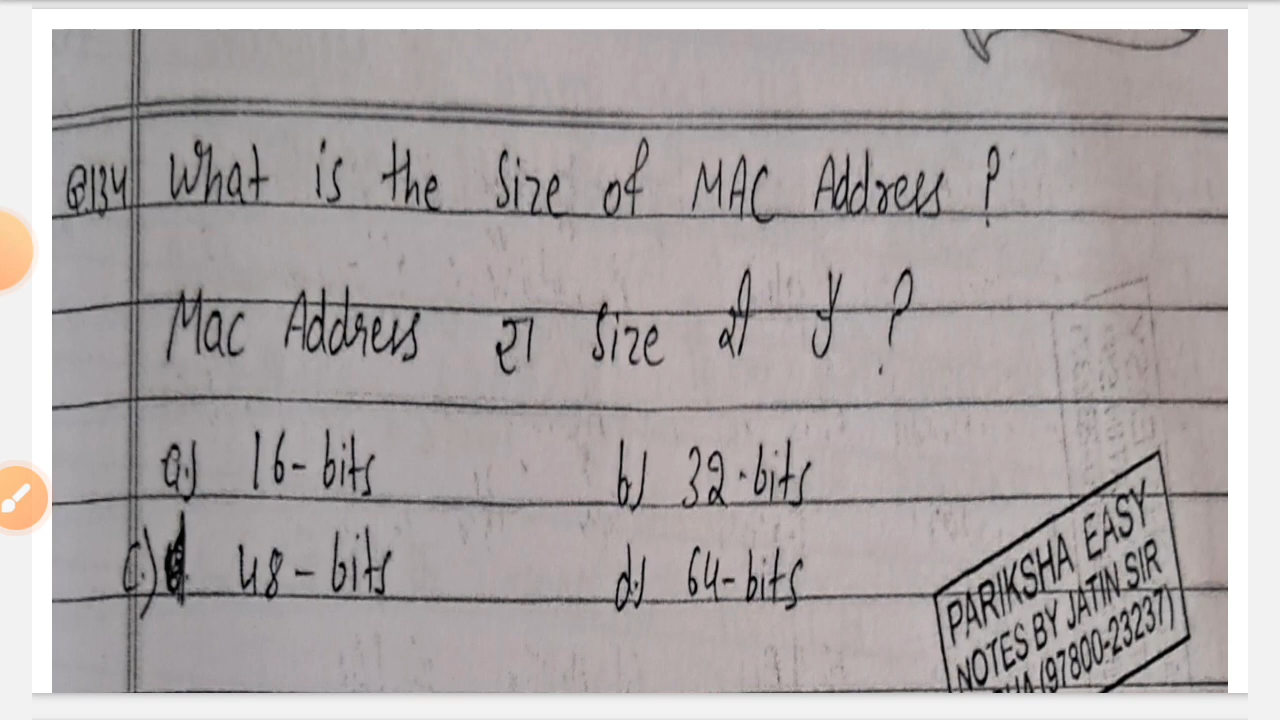 Q134 What is the Size of MAC Address ?
Mac Address ਦਾ Size ਕੀ ਹੈ ?
a) 16-bits b) 32-bits
c) 48-bits d) 64-bits
PARIKSHA EASY
NOTES BY JATIN SIR
(97800-23237)